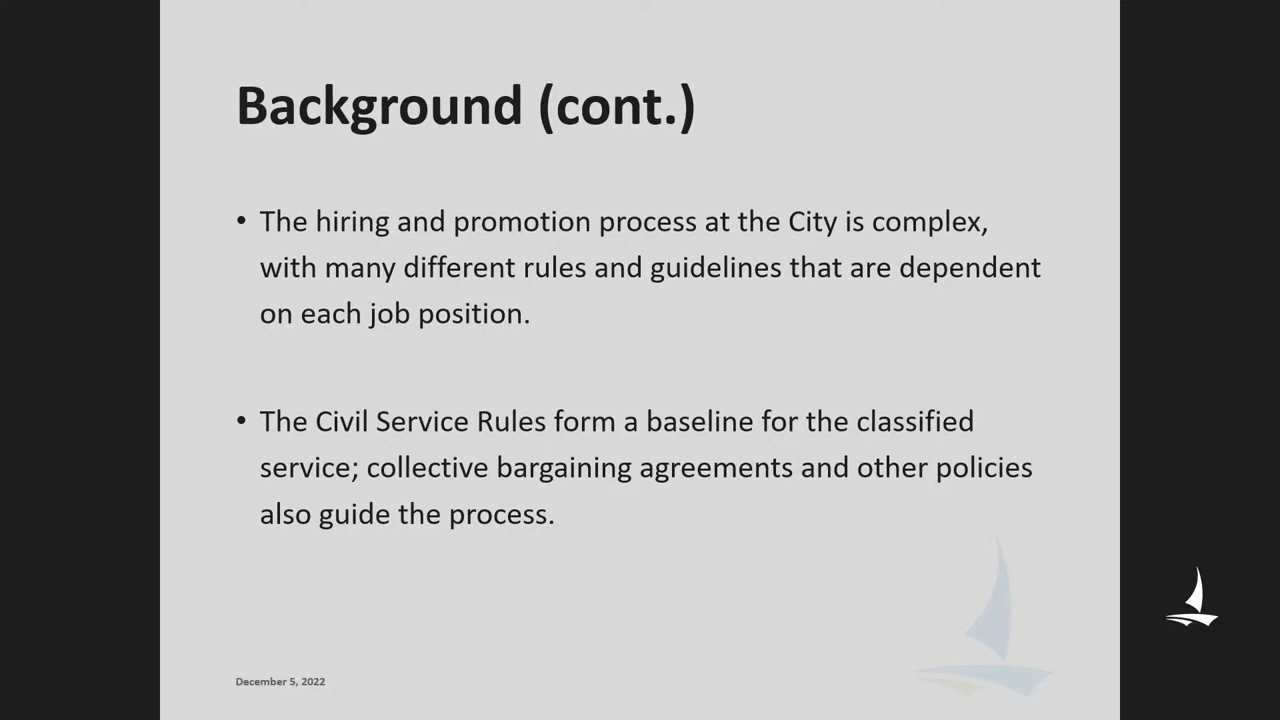 Background (cont.)
• The hiring and promotion process at the City is complex,
with many different rules and guidelines that are dependent
on each job position.
• The Civil Service Rules form a baseline for the classified
service; collective bargaining agreements and other policies
also guide the process.
December 5, 2022